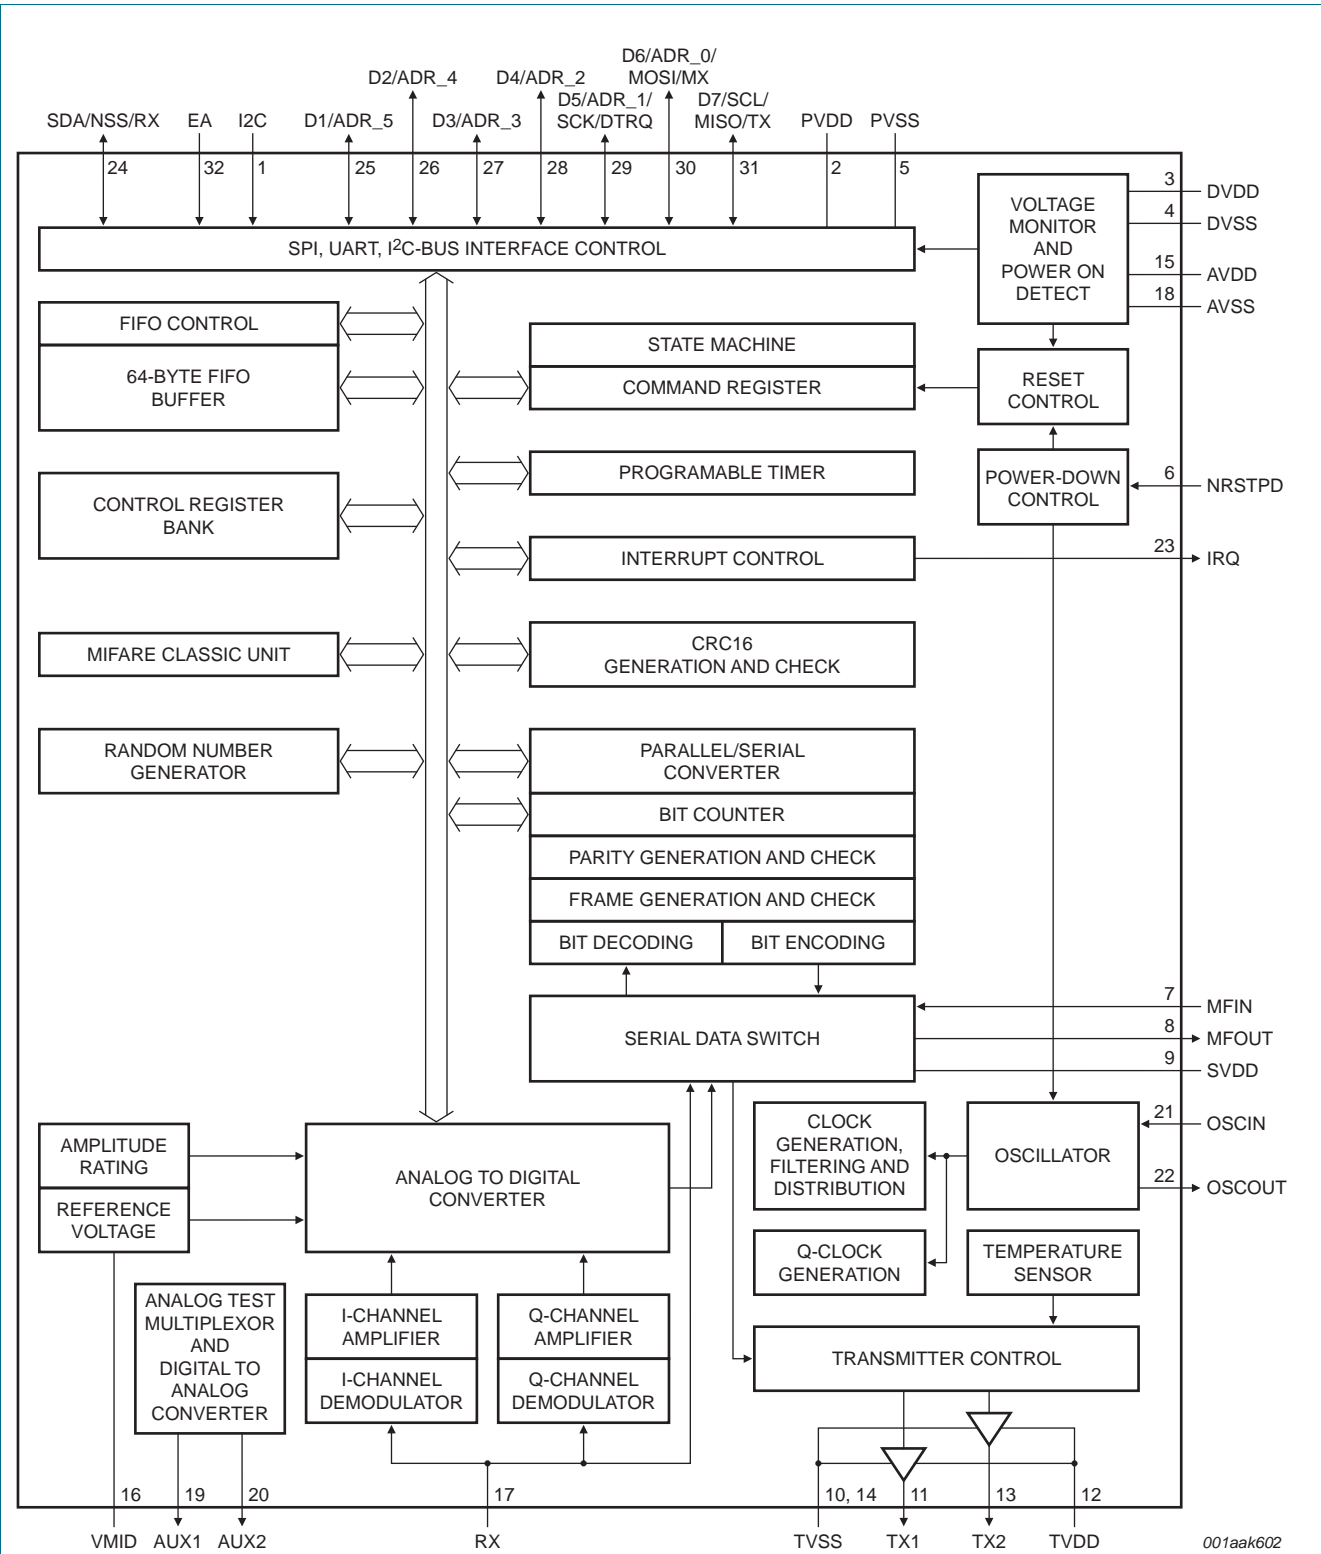 D6/ADR_0/
MOSI/MX
D2/ADR_4
D4/ADR_2
D5/ADR_1/
SCK/DTRQ
D7/SCL/
MISO/TX
SDA/NSS/RX
EA
I2C
D1/ADR_5
D3/ADR_3
PVDD
PVSS
24
32
1
25
26
27
28
29
30
31
2
5
SPI, UART, I2C-BUS INTERFACE CONTROL
VOLTAGE
MONITOR
AND
POWER ON
DETECT
3
DVDD
4
DVSS
15
AVDD
18
AVSS
FIFO CONTROL
64-BYTE FIFO
BUFFER
STATE MACHINE
COMMAND REGISTER
RESET
CONTROL
CONTROL REGISTER
BANK
PROGRAMABLE TIMER
POWER-DOWN
CONTROL
6
NRSTPD
INTERRUPT CONTROL
23
IRQ
MIFARE CLASSIC UNIT
CRC16
GENERATION AND CHECK
RANDOM NUMBER
GENERATOR
PARALLEL/SERIAL
CONVERTER
BIT COUNTER
PARITY GENERATION AND CHECK
FRAME GENERATION AND CHECK
BIT DECODING
BIT ENCODING
SERIAL DATA SWITCH
7
MFIN
8
MFOUT
9
SVDD
AMPLITUDE
RATING
REFERENCE
VOLTAGE
ANALOG TO DIGITAL
CONVERTER
CLOCK
GENERATION,
FILTERING AND
DISTRIBUTION
OSCILLATOR
21
OSCIN
22
OSCOUT
Q-CLOCK
GENERATION
TEMPERATURE
SENSOR
ANALOG TEST
MULTIPLEXOR
AND
DIGITAL TO
ANALOG
CONVERTER
I-CHANNEL
AMPLIFIER
I-CHANNEL
DEMODULATOR
Q-CHANNEL
AMPLIFIER
Q-CHANNEL
DEMODULATOR
TRANSMITTER CONTROL
16
19
20
17
10, 14
11
13
12
VMID
AUX1
AUX2
RX
TVSS
TX1
TX2
TVDD
001aak602